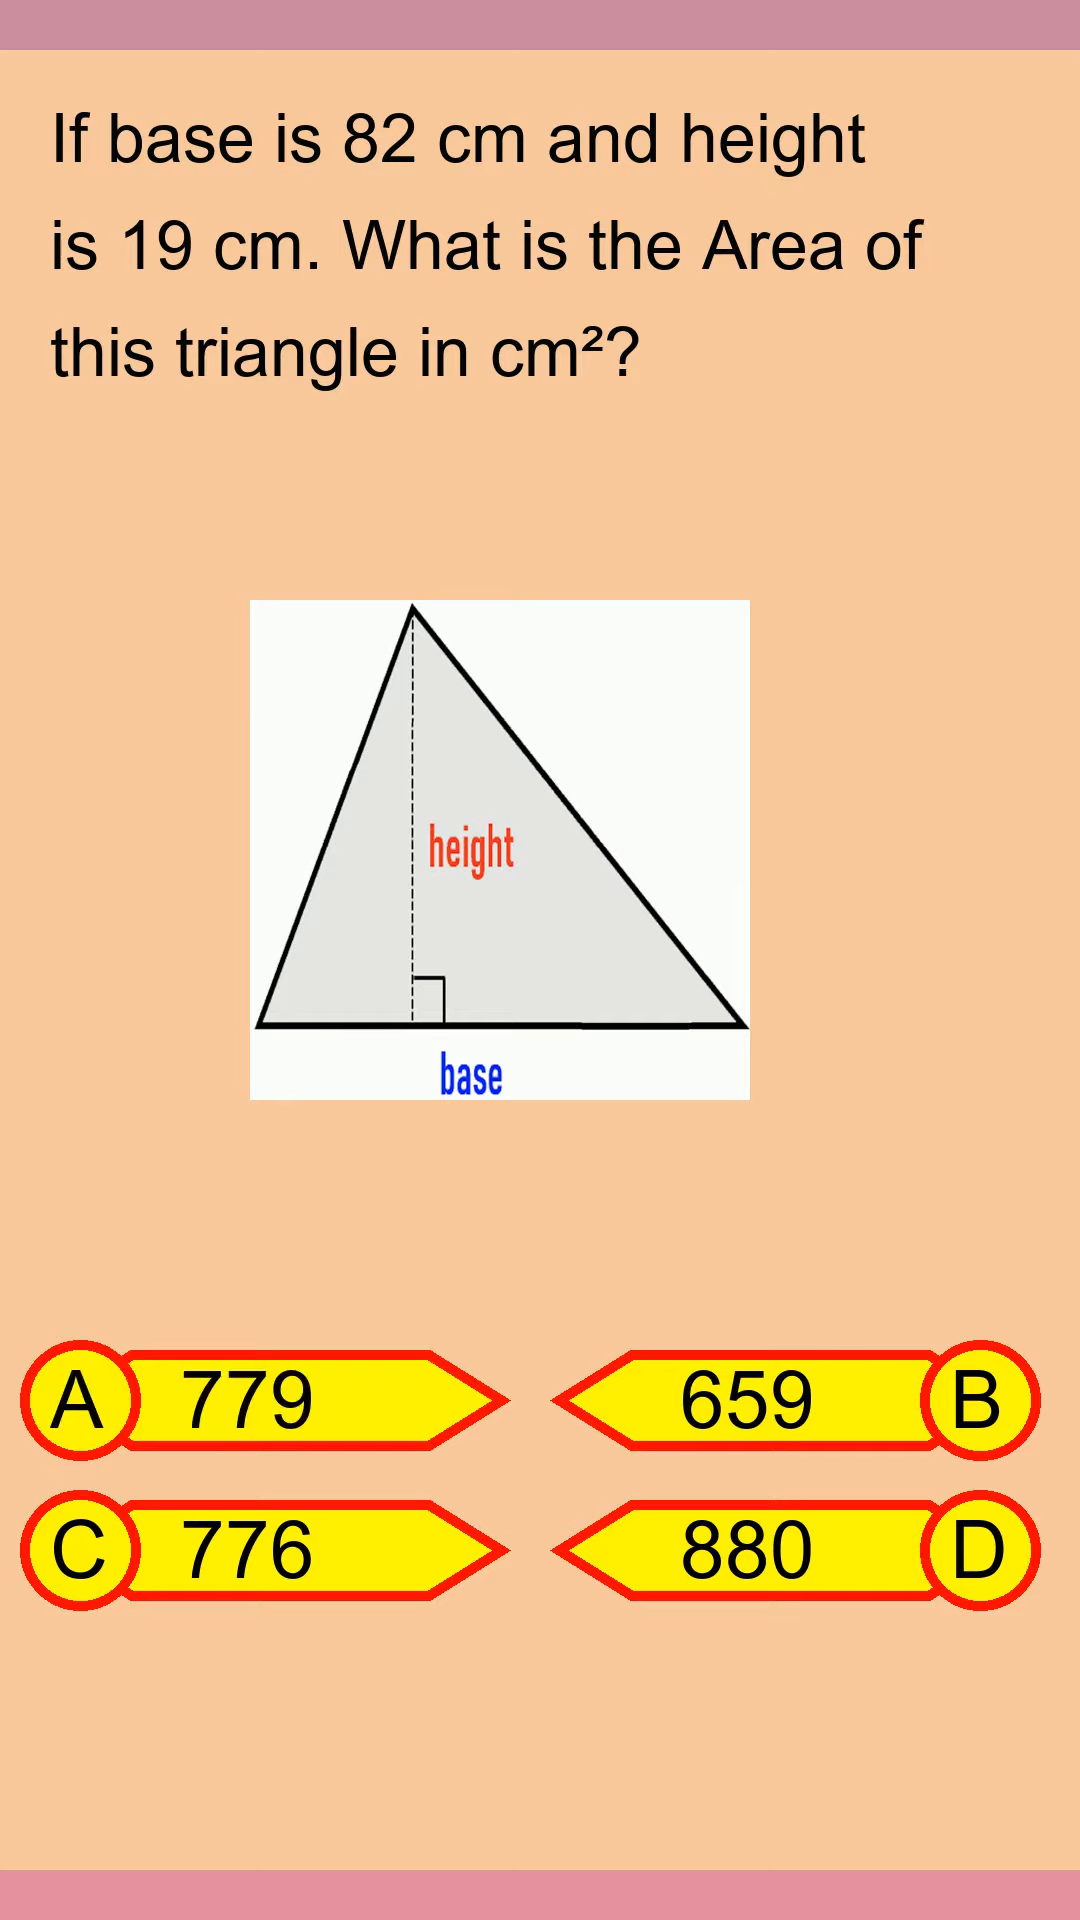 If base is 82 cm and height
is 19 cm. What is the Area of
this triangle in cm²?
height
base
A 779
659 B
C 776
880 D